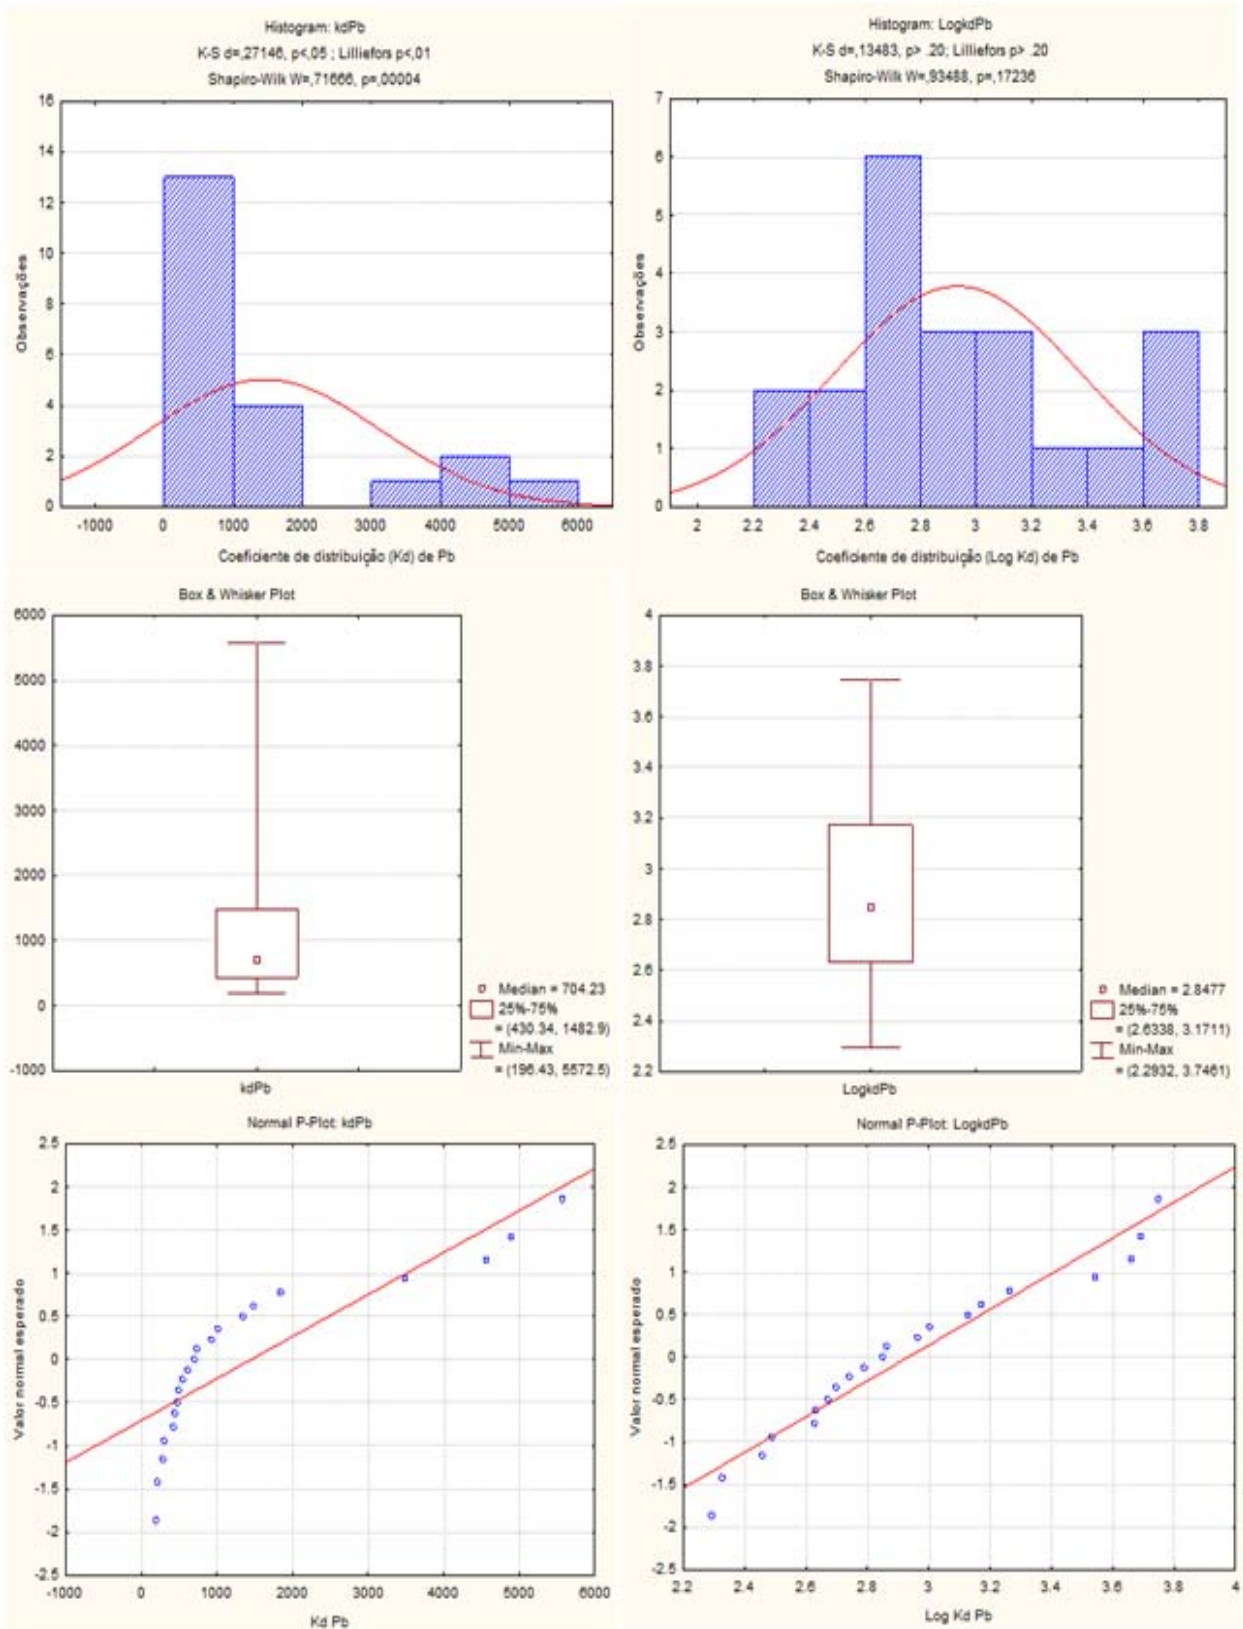 Histogram: kdPb
K-S d=,27146, p<,05 ; Lilliefors p<,01
Shapiro-Wilk W=,71666, p=,00004
16
14
12
10
8
6
4
2
0
Observações
-1000 0 1000 2000 3000 4000 5000 6000
Coeficiente de distribuição (Kd) de Pb
Histogram: LogkdPb
K-S d=,13483, p> .20; Lilliefors p> .20
Shapiro-Wilk W=,93488, p=,17236
7
6
5
4
3
2
1
0
Observações
2 2.2 2.4 2.6 2.8 3 3.2 3.4 3.6 3.8
Coeficiente de distribuição (Log Kd) de Pb
Box & Whisker Plot
6000
5000
4000
3000
2000
1000
0
-1000
kdPb
Median = 704.23
25%-75%
= (430.34, 1482.9)
Min-Max
= (196.43, 5572.5)
Box & Whisker Plot
4
3.8
3.6
3.4
3.2
3
2.8
2.6
2.4
2.2
LogkdPb
Median = 2.8477
25%-75%
= (2.6338, 3.1711)
Min-Max
= (2.2932, 3.7461)
Normal P-Plot: kdPb
2.5
2
1.5
1
0.5
0
-0.5
-1
-1.5
-2
-2.5
Valor normal esperado
-1000 0 1000 2000 3000 4000 5000 6000
Kd Pb
Normal P-Plot: LogkdPb
2.5
2
1.5
1
0.5
0
-0.5
-1
-1.5
-2
-2.5
Valor normal esperado
2.2 2.4 2.6 2.8 3 3.2 3.4 3.6 3.8 4
Log Kd Pb